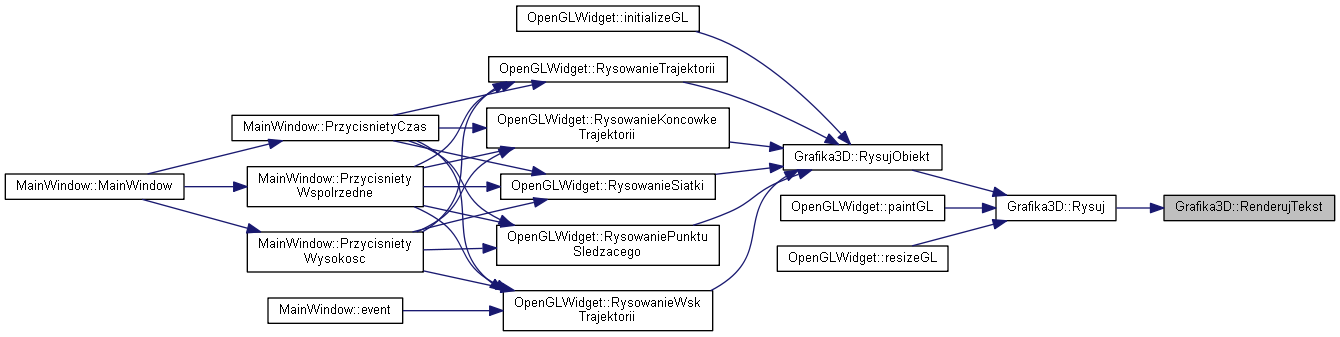 OpenGLWidget::initializeGL
OpenGLWidget::RysowanieTrajektorii
OpenGLWidget::RysowanieKoncowke
Trajektorii
MainWindow::PrzycisnietyCzas
Grafika3D::RysujObiekt
MainWindow::MainWindow
MainWindow::Przycisniety
Wspolrzedne
OpenGLWidget::RysowanieSiatki
OpenGLWidget::paintGL
Grafika3D::Rysuj
Grafika3D::RenderujTekst
MainWindow::Przycisniety
Wysokosc
OpenGLWidget::RysowaniePunktu
Sledzacego
OpenGLWidget::resizeGL
MainWindow::event
OpenGLWidget::RysowanieWsk
Trajektorii